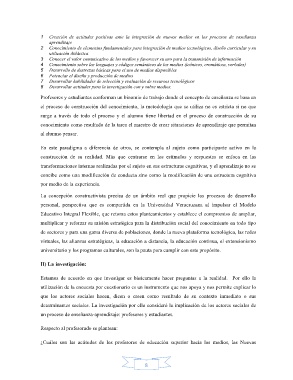 1 Creación de actitudes positivas ante la integración de nuevos medios en los procesos de enseñanza
aprendizaje
2 Conocimiento de elementos fundamentales para integración de medios tecnológicos, diseño curricular y su
utilización didáctica
3 Conocer el valor comunicativo de los medios y favorecer su uso para la transmisión de información
4 Conocimiento sobre los lenguajes y códigos semánticos de los medios (icónicos, cromáticos, verbales)
5 Desarrollo de destrezas básicas para el uso de medios disponibles
6 Potenciar el diseño y producción de medios
7 Desarrollar habilidades de selección y evaluación de recursos tecnológicos
8 Desarrollar actitudes para la investigación con y sobre medios
Profesores y estudiantes conforman un binomio de trabajo donde el concepto de enseñanza se basa en
el proceso de construcción del conocimiento, la metodología que se utiliza no es estática si no que
surge a través de todo el proceso y el alumno tiene libertad en el proceso de construcción de su
conocimiento como resultado de la tarea el maestro de crear situaciones de aprendizaje que permitan
al alumno pensar.
En este paradigma a diferencia de otros, se contempla al sujeto como participante activo en la
construcción de su realidad. Más que centrarse en los estímulos y respuestas se enfoca en las
transformaciones internas realizadas por el sujeto en sus estructuras cognitivas, y el aprendizaje no se
concibe como una modificación de conducta sino como la modificación de una estructura cognitiva
por medio de la experiencia.
La concepción constructivista precisa de un ámbito real que propicie los procesos de desarrollo
personal, perspectiva que es compartida en la Universidad Veracruzana al impulsar el Modelo
Educativo Integral Flexible, que retoma estos planteamientos y establece el compromiso de ampliar,
multiplicar y reforzar su misión estratégica para la distribución social del conocimiento en todo tipo
de sectores y para una gama diversa de poblaciones, donde la nueva plataforma tecnológica, las redes
virtuales, las alianzas estratégicas, la educación a distancia, la educación continua, el extensionismo
universitario y los programas culturales, son la pauta para cumplir con este propósito.
II) La investigación:
Estamos de acuerdo en que investigar es básicamente hacer preguntas a la realidad. Por ello la
utilización de la encuesta por cuestionario es un instrumento que nos apoya y nos permite explicar lo
que los actores sociales hacen, dicen o creen como resultado de su contexto inmediato o sus
determinantes sociales. La investigación por ello consideró la implicación de los actores sociales de
un proceso de enseñanza-aprendizaje: profesores y estudiantes.
Respecto al profesorado se plantean:
¿Cuáles son las actitudes de los profesores de educación superior hacia los medios, las Nuevas